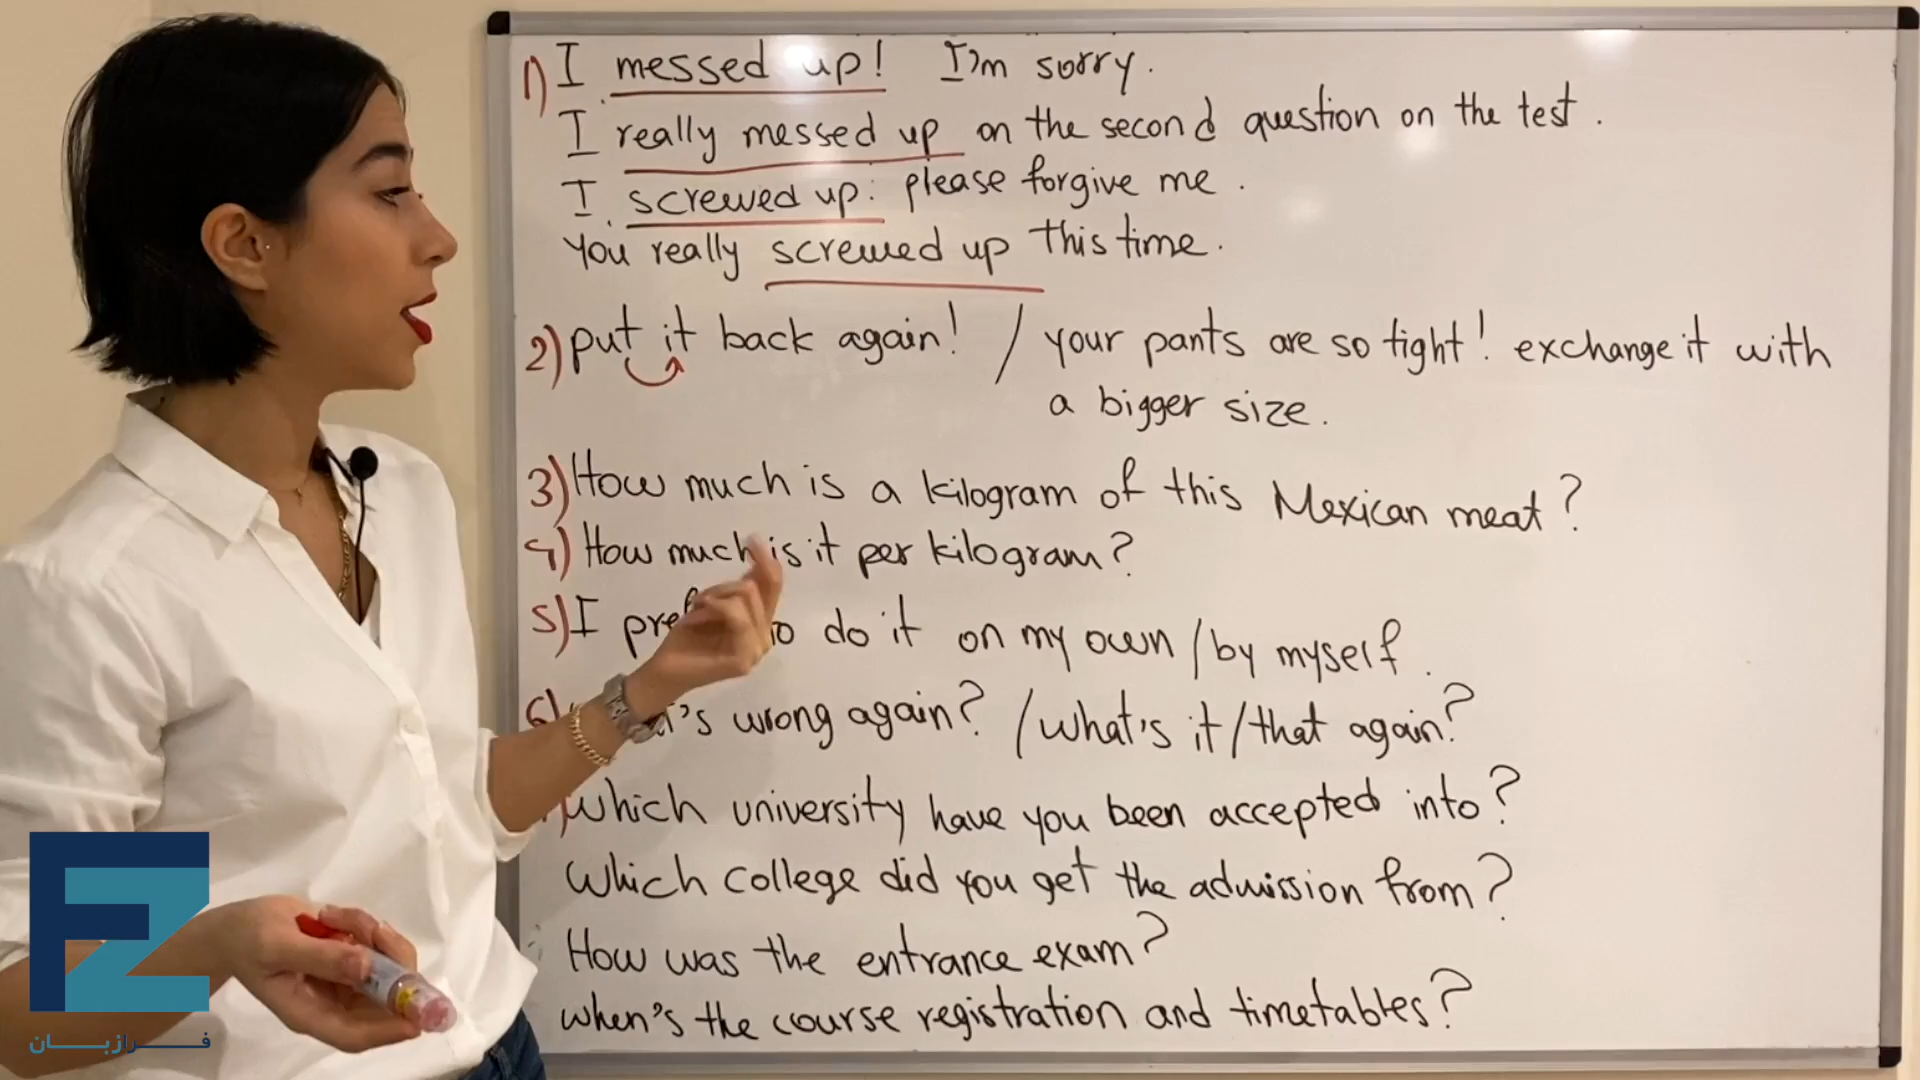 1) I messed up! I'm sorry.
I really messed up on the second question on the test.
I screwed up. please forgive me.
You really screwed up this time.
2) put it back again! / your pants are so tight! exchange it with
a bigger size.
3) How much is a kilogram of this Mexican meat?
4) How much is it per kilogram?
5) I to do it on my own / by myself.
6) wrong again? / what's it / that again?
Which university have you been accepted into?
Which college did you get the admission from?
How was the entrance exam?
when's the course registration and timetables?
FZ
فرازبان